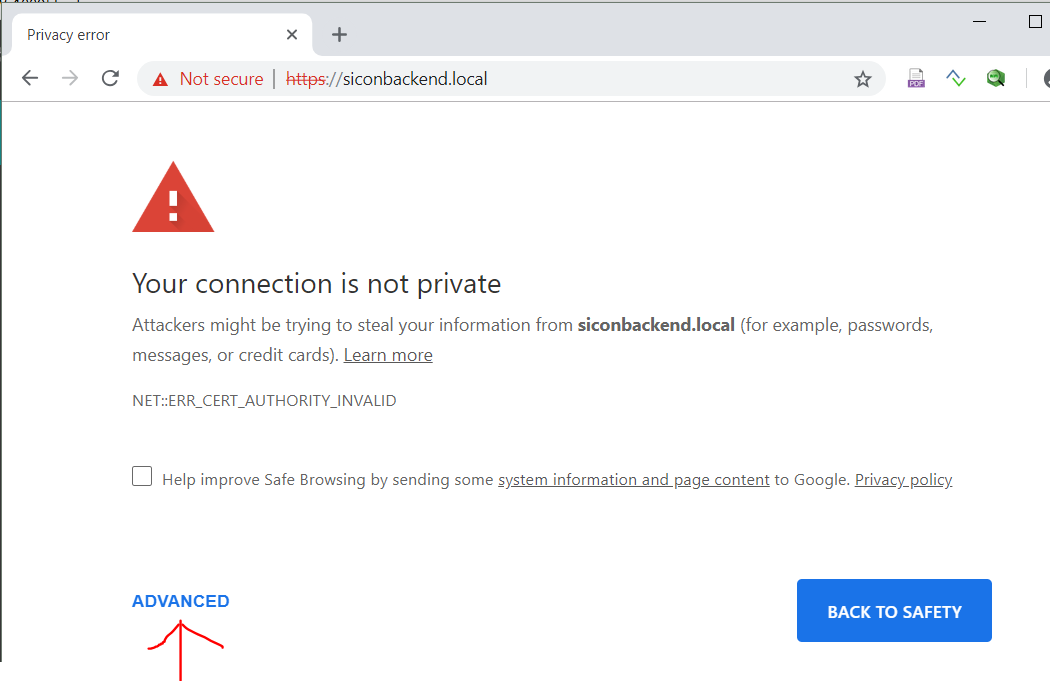 Privacy error
Not secure | https://siconbackend.local
PDF
Your connection is not private
Attackers might be trying to steal your information from siconbackend.local (for example, passwords,
messages, or credit cards). Learn more
NET::ERR_CERT_AUTHORITY_INVALID
Help improve Safe Browsing by sending some system information and page content to Google. Privacy policy
ADVANCED
BACK TO SAFETY